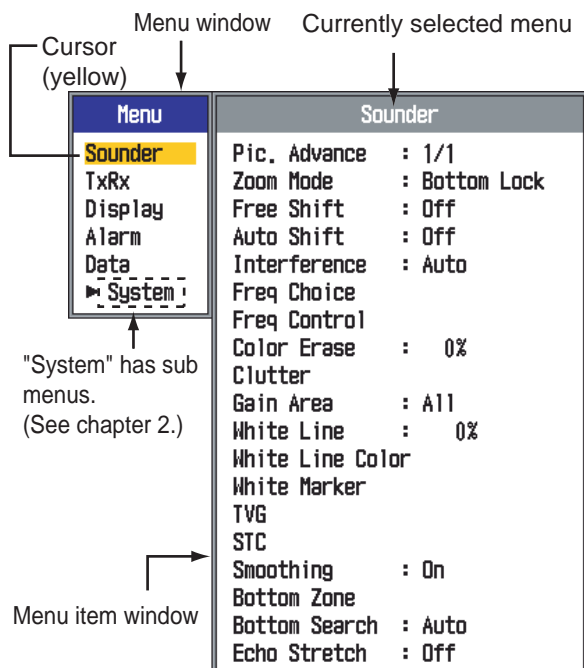 Menu window
Currently selected menu
Cursor
(yellow)
Menu
Sounder
TxRx
Display
Alarm
Data
System
"System" has sub
menus.
(See chapter 2.)
Menu item window
Sounder
Pic. Advance : 1/1
Zoom Mode : Bottom Lock
Free Shift : Off
Auto Shift : Off
Interference : Auto
Freq Choice
Freq Control
Color Erase : 0%
Clutter
Gain Area : All
White Line : 0%
White Line Color
White Marker
TVG
STC
Smoothing : On
Bottom Zone
Bottom Search : Auto
Echo Stretch : Off